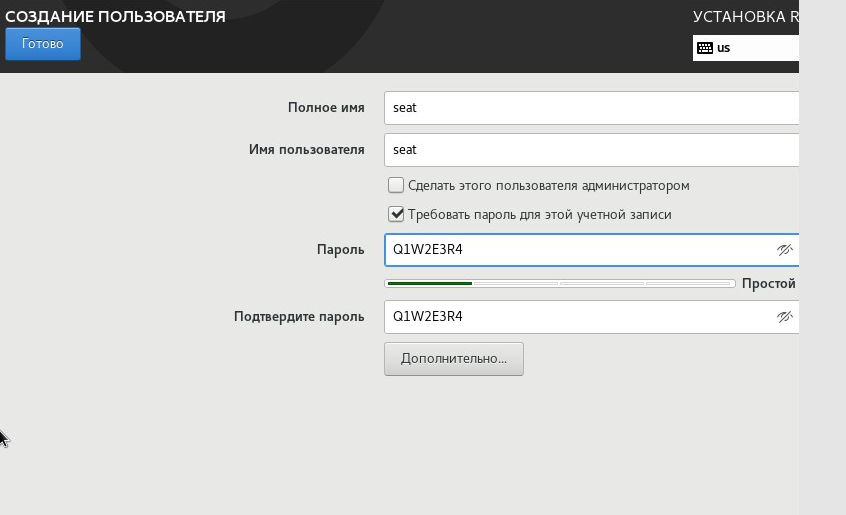 СОЗДАНИЕ ПОЛЬЗОВАТЕЛЯ
УСТАНОВКА R
Готово
us
Полное имя
seat
Имя пользователя
seat
Сделать этого пользователя администратором
Требовать пароль для этой учетной записи
Пароль
Q1W2E3R4
Простой
Подтвердите пароль
Q1W2E3R4
Дополнительно...